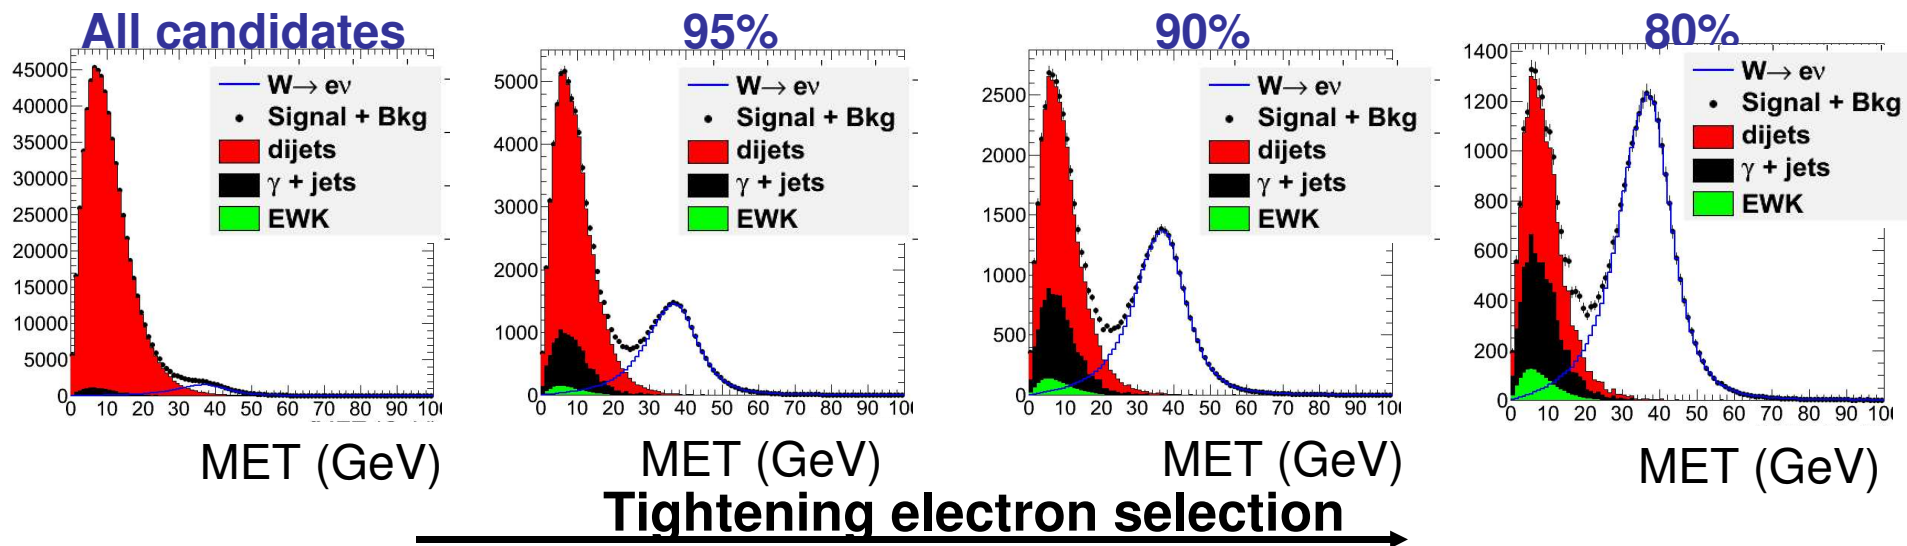 All candidates
45000
40000
35000
30000
25000
20000
15000
10000
5000
0
0 10 20 30 40 50 60 70 80 90
W→ eν
Signal + Bkg
dijets
γ + jets
EWK
MET (GeV)
95%
5000
4000
3000
2000
1000
0
0 10 20 30 40 50 60 70 80 90
W→ eν
Signal + Bkg
dijets
γ + jets
EWK
MET (GeV)
90%
2500
2000
1500
1000
500
0
0 10 20 30 40 50 60 70 80 90
W→ eν
Signal + Bkg
dijets
γ + jets
EWK
MET (GeV)
80%
1400
1200
1000
800
600
400
200
0
0 10 20 30 40 50 60 70 80 90
W→ eν
Signal + Bkg
dijets
γ + jets
EWK
MET (GeV)
Tightening electron selection